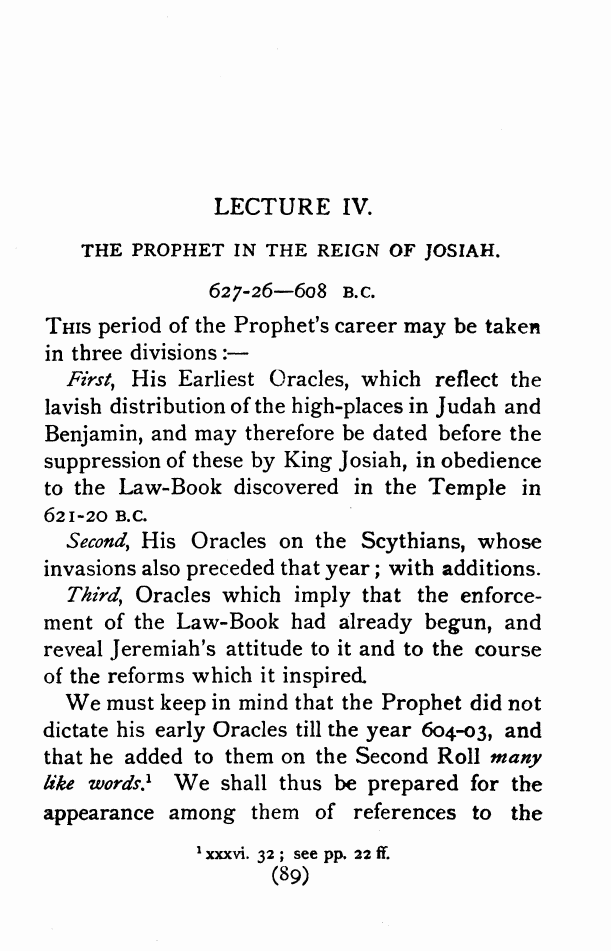 LECTURE IV.
THE PROPHET IN THE REIGN OF JOSIAH.
627-26—608 B.C.
THIS period of the Prophet's career may be taken
in three divisions :—
First, His Earliest Oracles, which reflect the
lavish distribution of the high-places in Judah and
Benjamin, and may therefore be dated before the
suppression of these by King Josiah, in obedience
to the Law-Book discovered in the Temple in
621-20 B.C.
Second, His Oracles on the Scythians, whose
invasions also preceded that year ; with additions.
Third, Oracles which imply that the enforce-
ment of the Law-Book had already begun, and
reveal Jeremiah's attitude to it and to the course
of the reforms which it inspired.
We must keep in mind that the Prophet did not
dictate his early Oracles till the year 604-03, and
that he added to them on the Second Roll many
like words.¹ We shall thus be prepared for the
appearance among them of references to the
¹ xxxvi. 32 ; see pp. 22 ff.
(89)